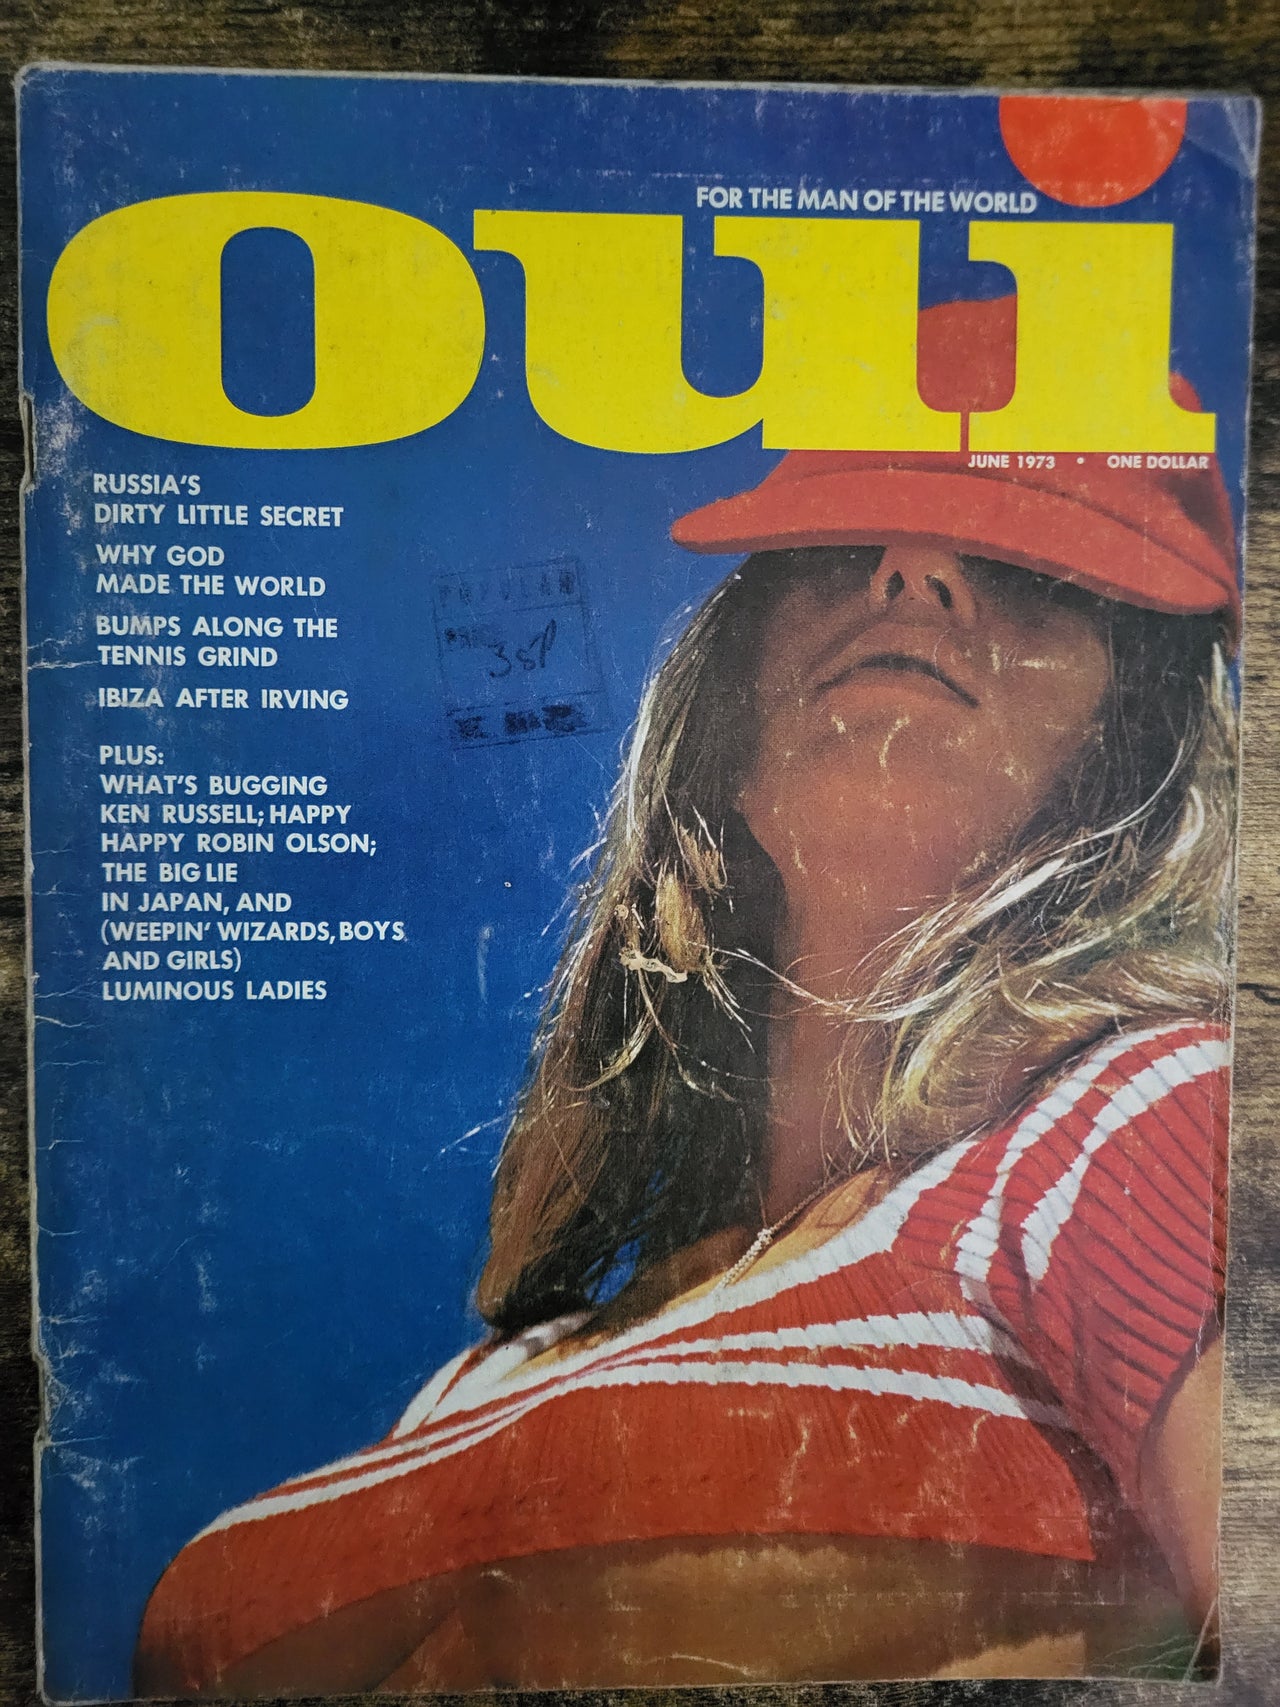 FOR THE MAN OF THE WORLD
oui
JUNE 1973 • ONE DOLLAR
RUSSIA'S
DIRTY LITTLE SECRET
WHY GOD
MADE THE WORLD
BUMPS ALONG THE
TENNIS GRIND
IBIZA AFTER IRVING
PLUS:
WHAT'S BUGGING
KEN RUSSELL; HAPPY
HAPPY ROBIN OLSON;
THE BIG LIE
IN JAPAN, AND
(WEEPIN' WIZARDS, BOYS
AND GIRLS)
LUMINOUS LADIES
POPULAR